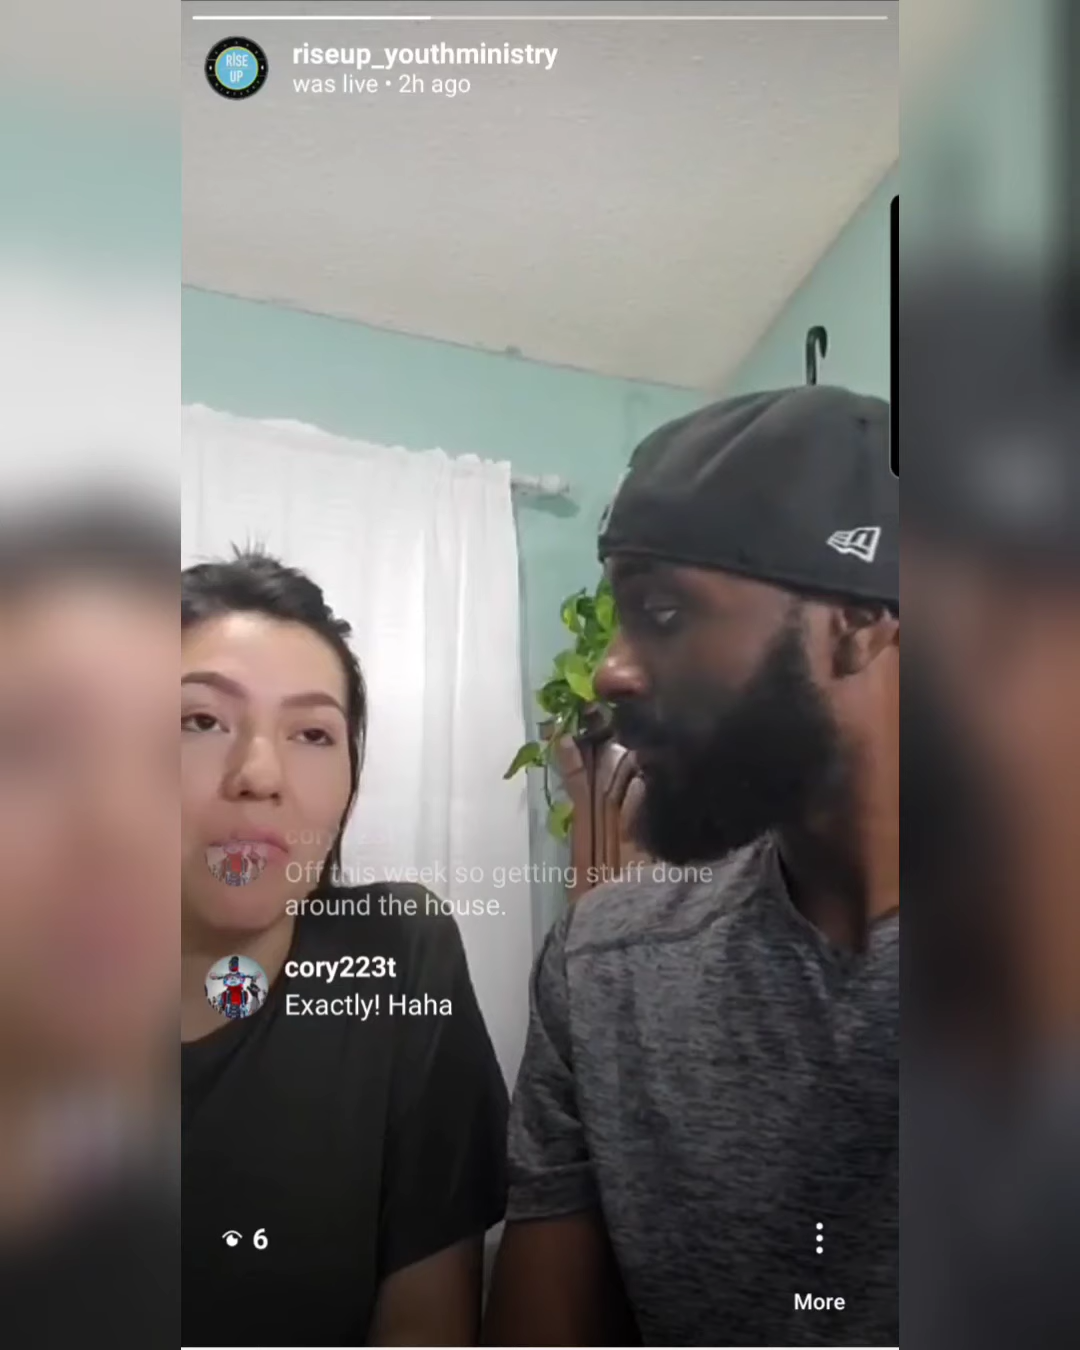 RISE
UP
riseup_youthministry
was live • 2h ago
Off this week so getting stuff done
around the house.
cory223t
Exactly! Haha
6
More